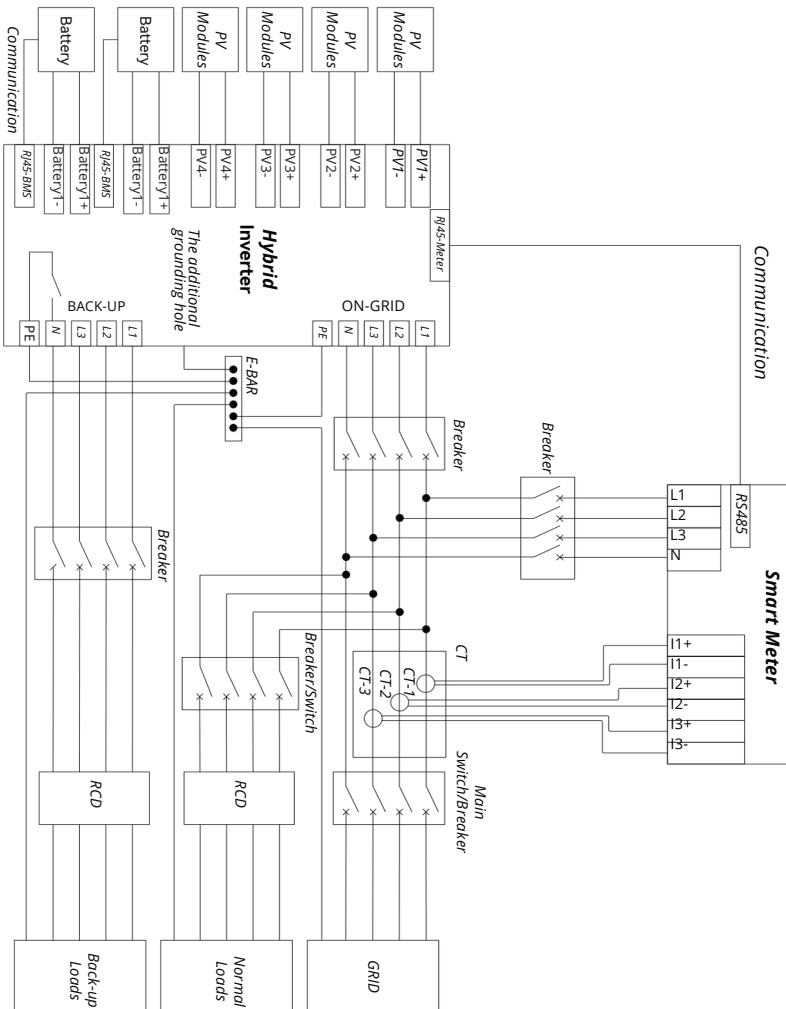 Communication
Battery
Battery
PV
Modules
PV
Modules
PV
Modules
PV
Modules
RJ45-BMS
Battery1-
Battery1+
RJ45-BMS
Battery1-
Battery1+
PV4-
PV4+
PV3-
PV3+
PV2-
PV2+
PV1-
PV1+
RJ45-Meter
Hybrid
Inverter
The additional
grounding hole
BACK-UP
ON-GRID
PE
N
L3
L2
L1
PE
N
L3
L2
L1
E-BAR
Communication
Breaker
Breaker
Breaker
Breaker/Switch
Smart Meter
RS485
L1
L2
L3
N
I1+
I1-
I2+
I2-
I3+
I3-
CT
CT-1
CT-2
CT-3
Main
Switch/Breaker
RCD
RCD
Back-up
Loads
Normal
Loads
GRID